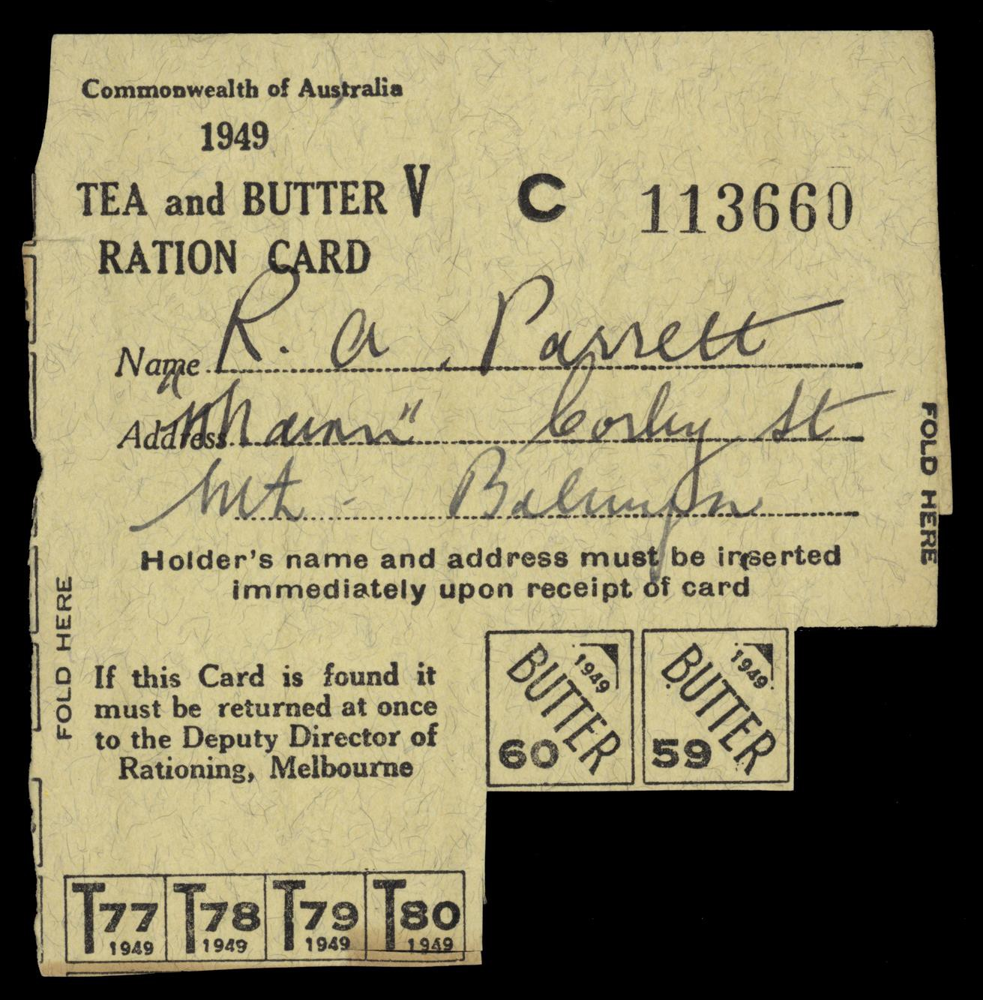 Commonwealth of Australia
1949
TEA and BUTTER V C 113660
RATION CARD
Name R. A. Parrett
Address St
Mt.
Holder's name and address must be inserted
immediately upon receipt of card
FOLD HERE
FOLD HERE
If this Card is found it
must be returned at once
to the Deputy Director of
Rationing, Melbourne
1949 BUTTER 60
1949 BUTTER 59
T77 1949
T78 1949
T79 1949
T80 1949